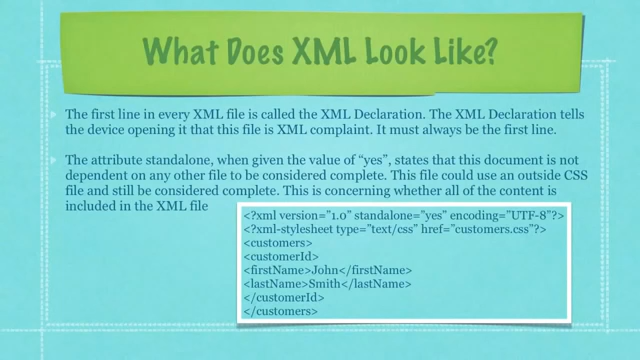 What Does XML Look Like?
The first line in every XML file is called the XML Declaration. The XML Declaration tells
the device opening it that this file is XML complaint. It must always be the first line.
The attribute standalone, when given the value of "yes", states that this document is not
dependent on any other file to be considered complete. This file could use an outside CSS
file and still be considered complete. This is concerning whether all of the content is
included in the XML file
<?xml version="1.0" standalone="yes" encoding="UTF-8"?>
<?xml-stylesheet type="text/css" href="customers.css"?>
<customers>
<customerId>
<firstName>John</firstName>
<lastName>Smith</lastName>
</customerId>
</customers>